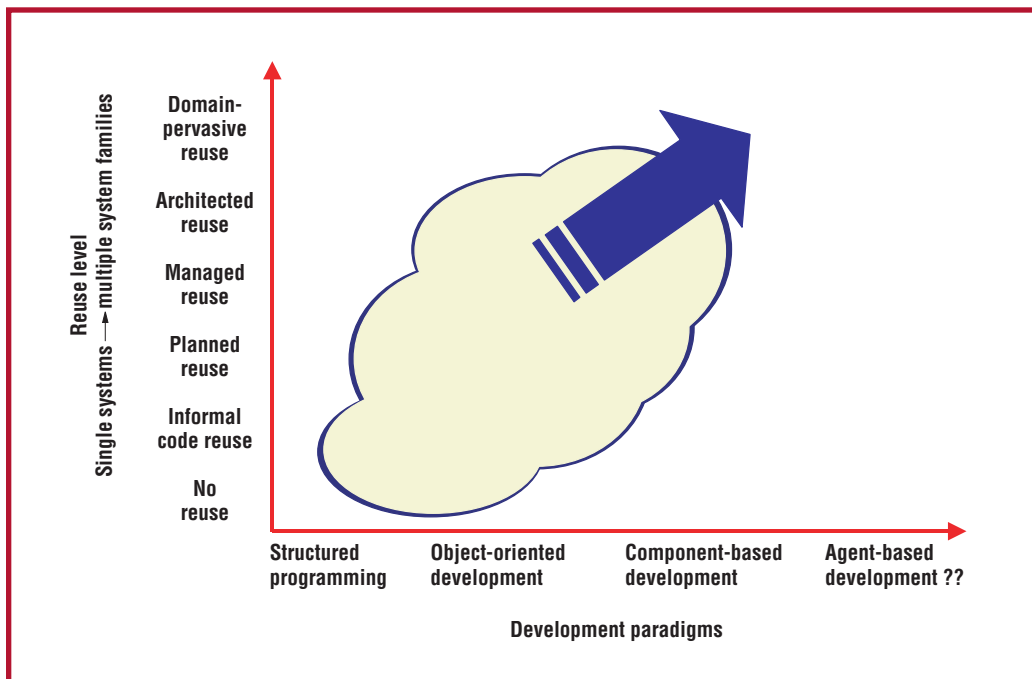 Reuse level
Single systems → multiple system families
Domain-
pervasive
reuse
Architected
reuse
Managed
reuse
Planned
reuse
Informal
code reuse
No
reuse
Structured
programming
Object-oriented
development
Component-based
development
Agent-based
development ??
Development paradigms